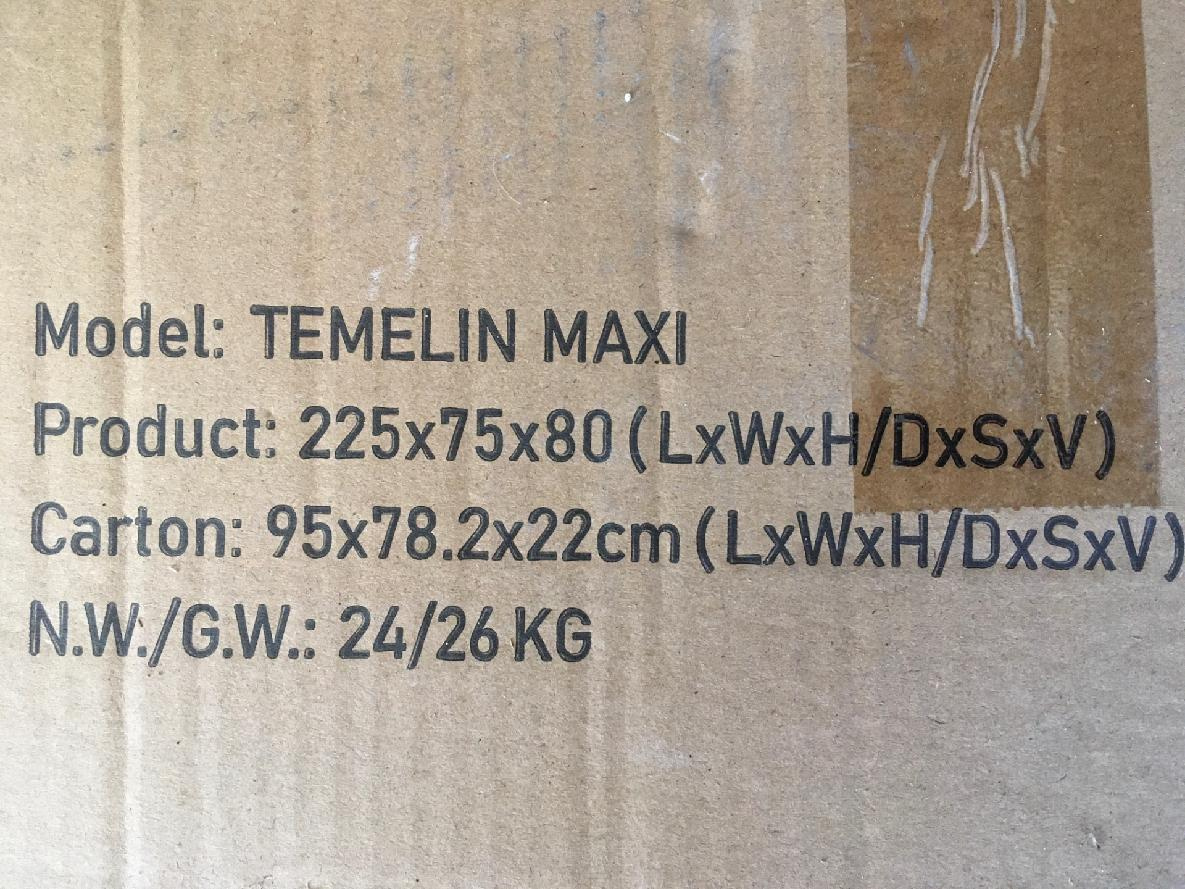 Model: TEMELIN MAXI
Product: 225x75x80 (LxWxH/DxSxV)
Carton: 95x78.2x22cm (LxWxH/DxSxV)
N.W./G.W.: 24/26 KG